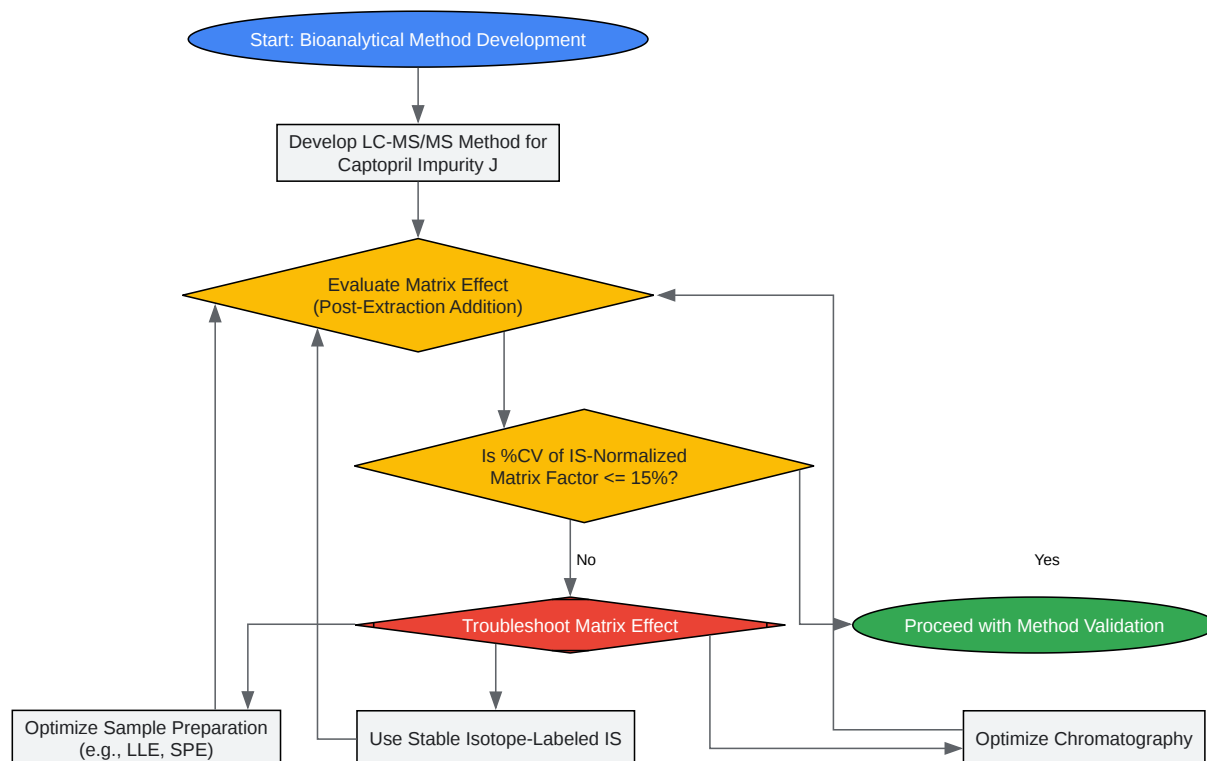 Start: Bioanalytical Method Development
Develop LC-MS/MS Method for
Captopril Impurity J
Evaluate Matrix Effect
(Post-Extraction Addition)
Is %CV of IS-Normalized
Matrix Factor <= 15%?
No
Yes
Troubleshoot Matrix Effect
Proceed with Method Validation
Optimize Sample Preparation
(e.g., LLE, SPE)
Use Stable Isotope-Labeled IS
Optimize Chromatography